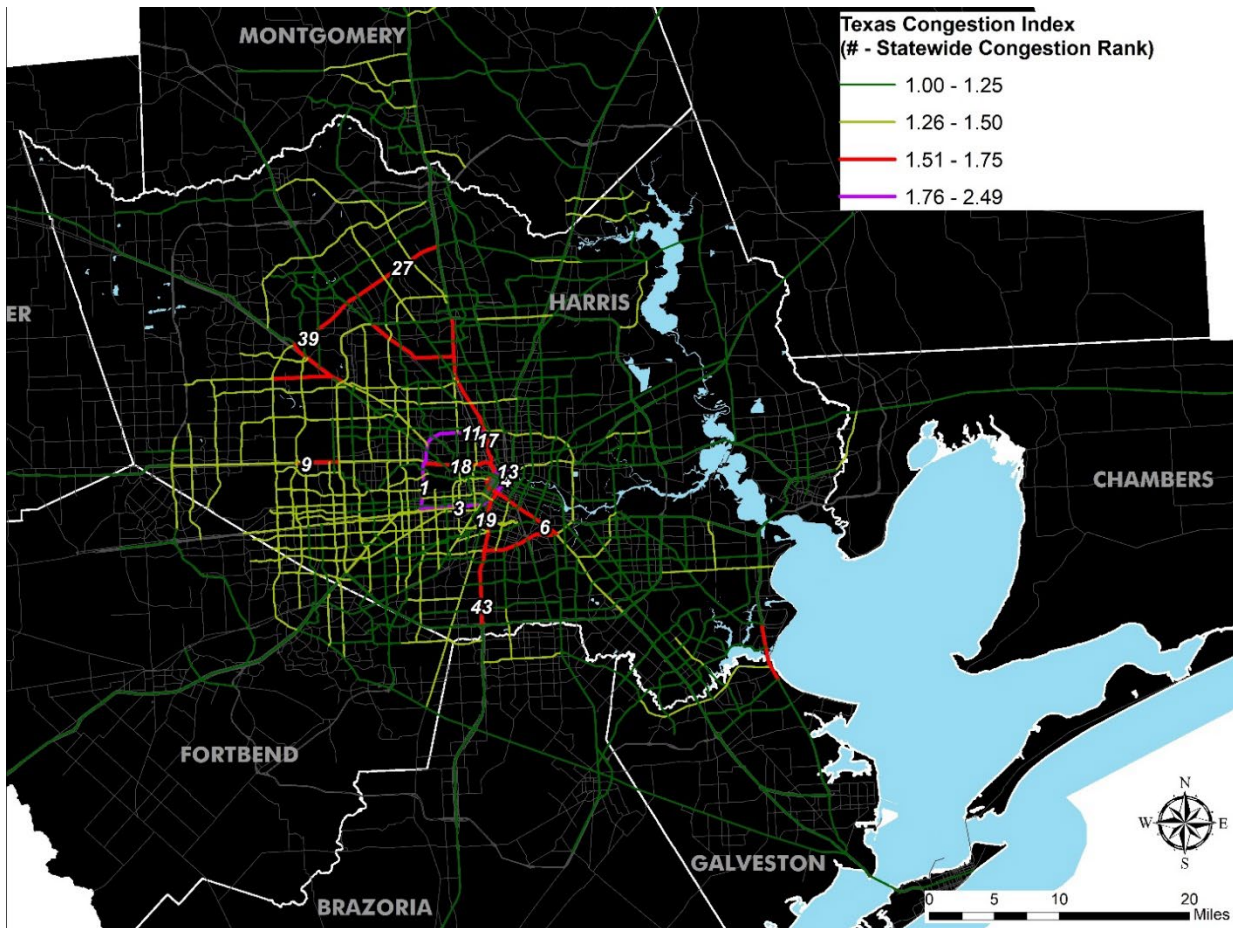 Texas Congestion Index
(# - Statewide Congestion Rank)
1.00 - 1.25
1.26 - 1.50
1.51 - 1.75
1.76 - 2.49
MONTGOMERY
27
HARRIS
ER
39
11
17
9
18
13
4
1
3
CHAMBERS
19
6
43
FORTBEND
N
W
E
S
GALVESTON
BRAZORIA
0 5 10 20
Miles